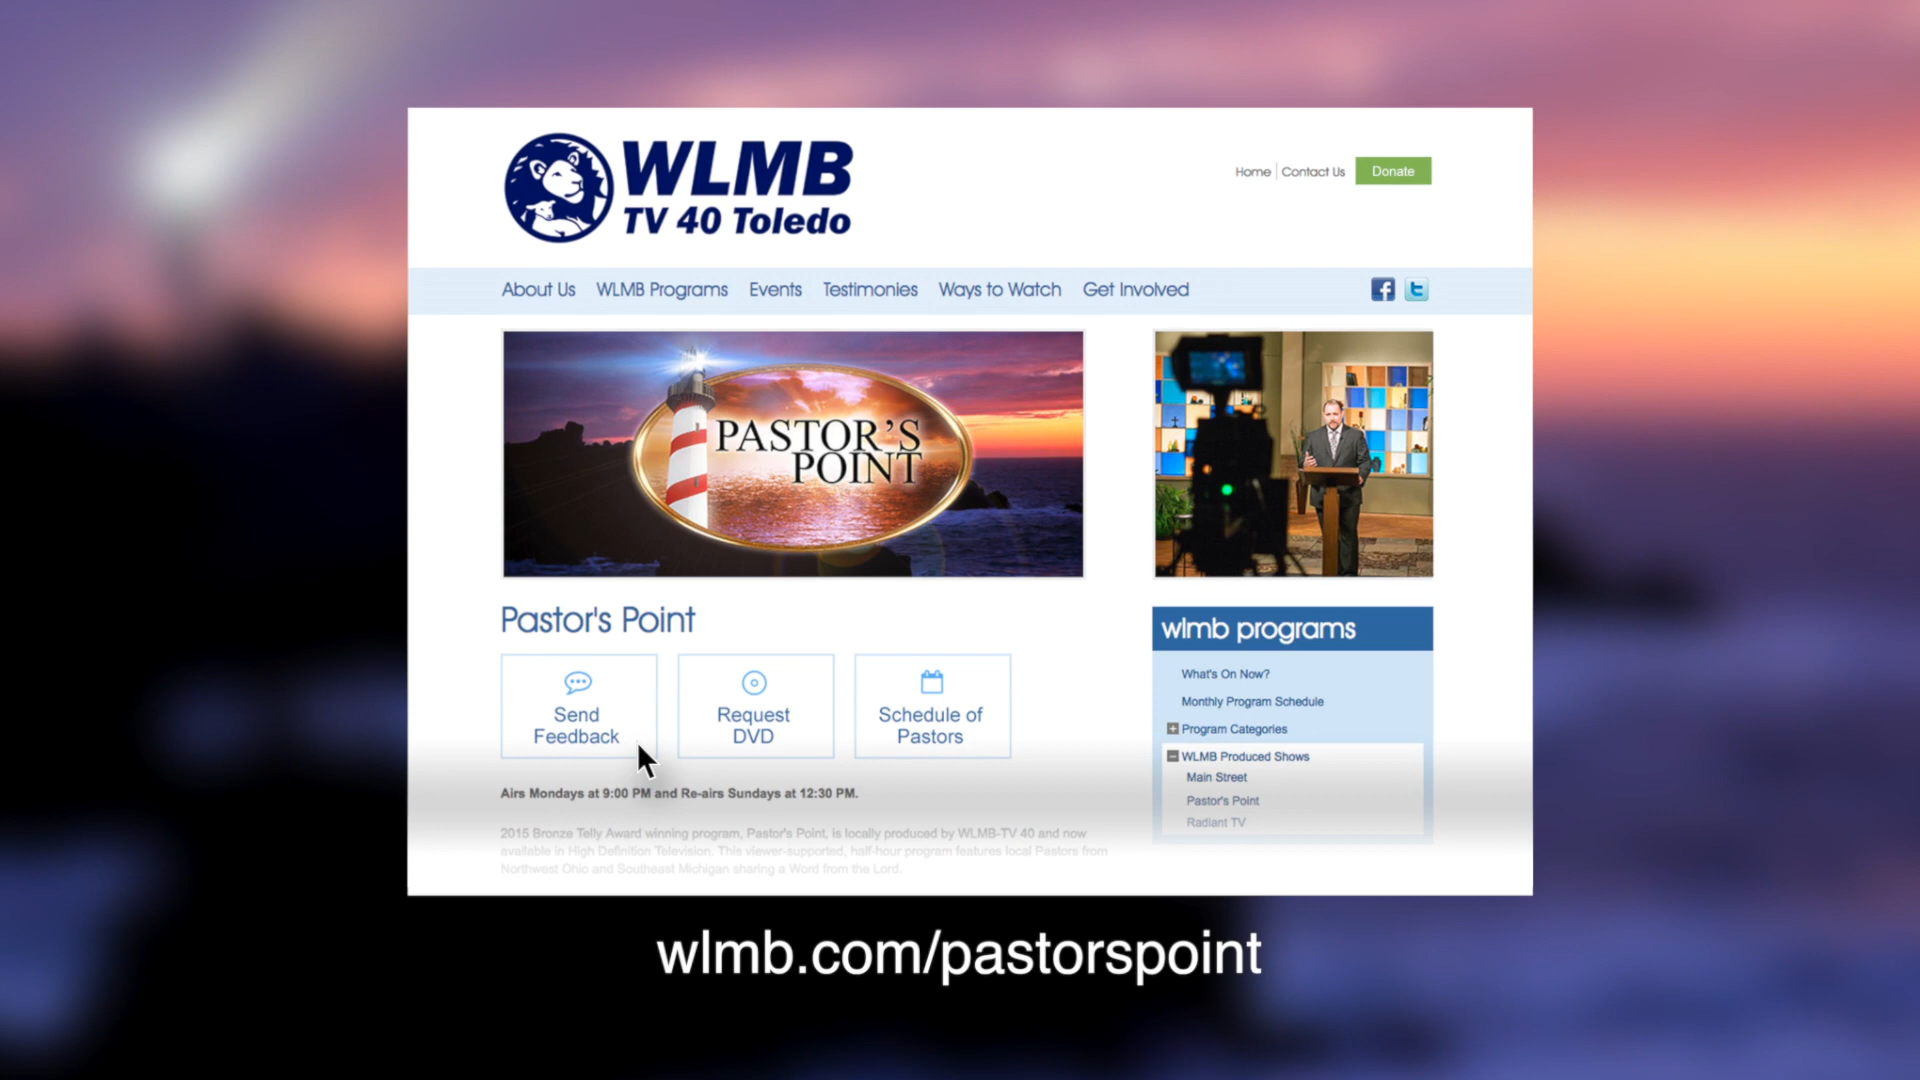 WLMB
TV 40 Toledo
Home Contact Us Donate
About Us WLMB Programs Events Testimonies Ways to Watch Get Involved
PASTOR'S
POINT
Pastor's Point
Send
Feedback
Request
DVD
Schedule of
Pastors
Airs Mondays at 9:00 PM and Re-airs Sundays at 12:30 PM.
2015 Bronze Telly Award winning program, Pastor's Point, is locally produced by WLMB-TV 40 and now
available in High Definition Television. This viewer-supported, half-hour program features local Pastors from
Northwest Ohio and Southeast Michigan sharing a Word from the Lord.
wlmb programs
What's On Now?
Monthly Program Schedule
Program Categories
WLMB Produced Shows
Main Street
Pastor's Point
Radiant TV
wlmb.com/pastorspoint